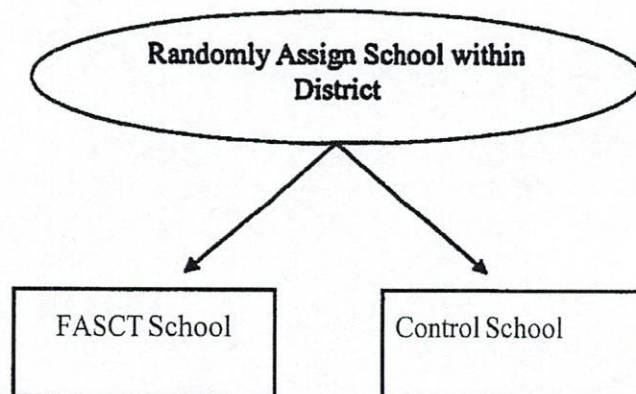 Randomly Assign School within
District
FASCT School
Control School